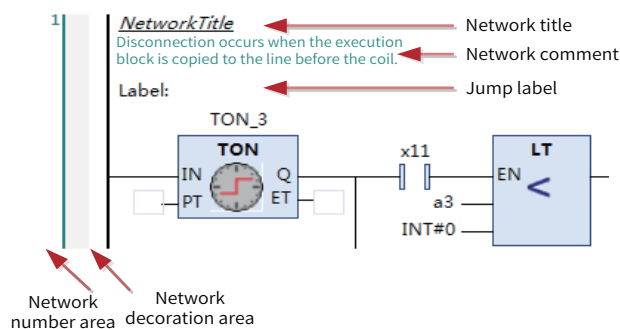 1
NetworkTitle
Network title
Disconnection occurs when the execution
block is copied to the line before the coil.
Network comment
Label:
Jump label
TON_3
TON
x11
LT
IN
Q
EN
PT
ET
a3
<
INT#0
Network
number area
Network
decoration area